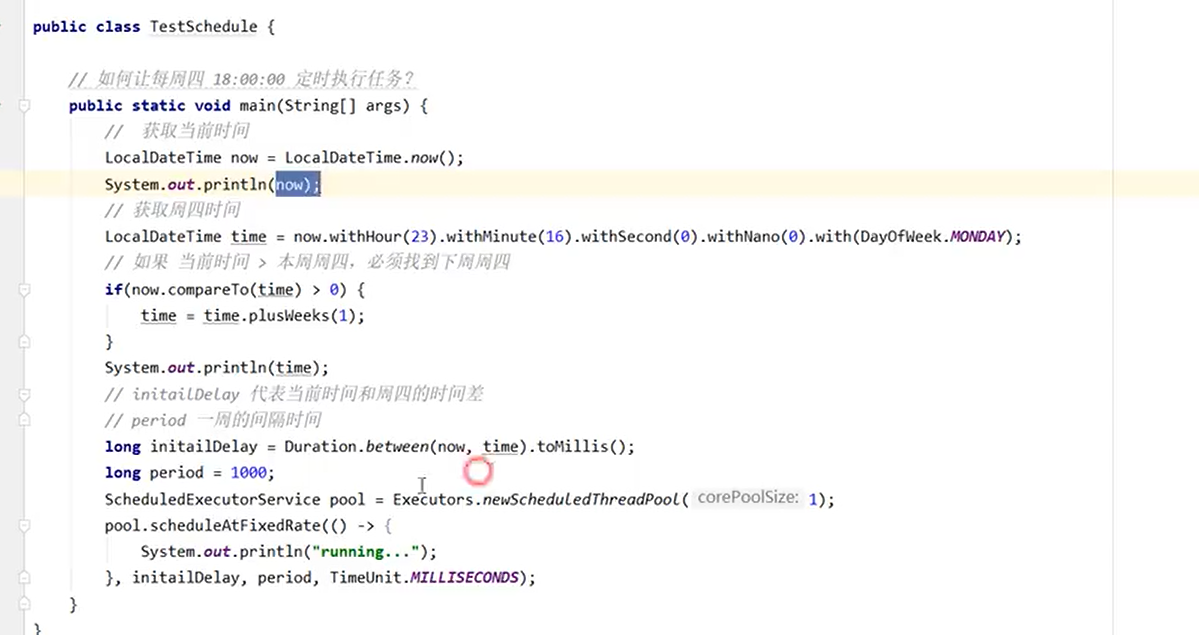 public class TestSchedule {
// 如何让每周四 18:00:00 定时执行任务?
public static void main(String[] args) {
// 获取当前时间
LocalDateTime now = LocalDateTime.now();
System.out.println(now);
// 获取周四时间
LocalDateTime time = now.withHour(23).withMinute(16).withSecond(0).withNano(0).with(DayOfWeek.MONDAY);
// 如果 当前时间 > 本周周四，必须找到下周周四
if(now.compareTo(time) > 0) {
time = time.plusWeeks(1);
}
System.out.println(time);
// initailDelay 代表当前时间和周四的时间差
// period 一周的间隔时间
long initailDelay = Duration.between(now, time).toMillis();
long period = 1000;
ScheduledExecutorService pool = Executors.newScheduledThreadPool( corePoolSize: 1);
pool.scheduleAtFixedRate(() -> {
System.out.println("running...");
}, initailDelay, period, TimeUnit.MILLISECONDS);
}
}